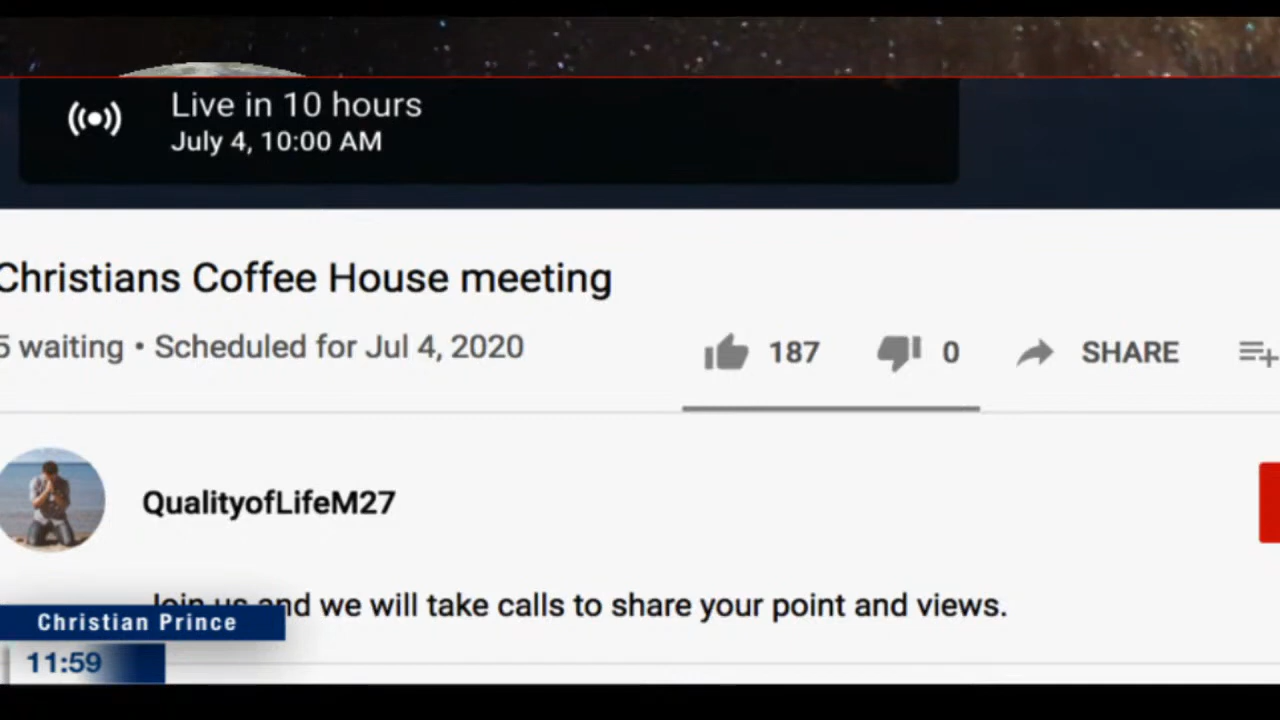 Live in 10 hours
July 4, 10:00 AM
Christians Coffee House meeting
5 waiting • Scheduled for Jul 4, 2020
187
0
SHARE
QualityofLifeM27
Join us and we will take calls to share your point and views.
Christian Prince
11:59